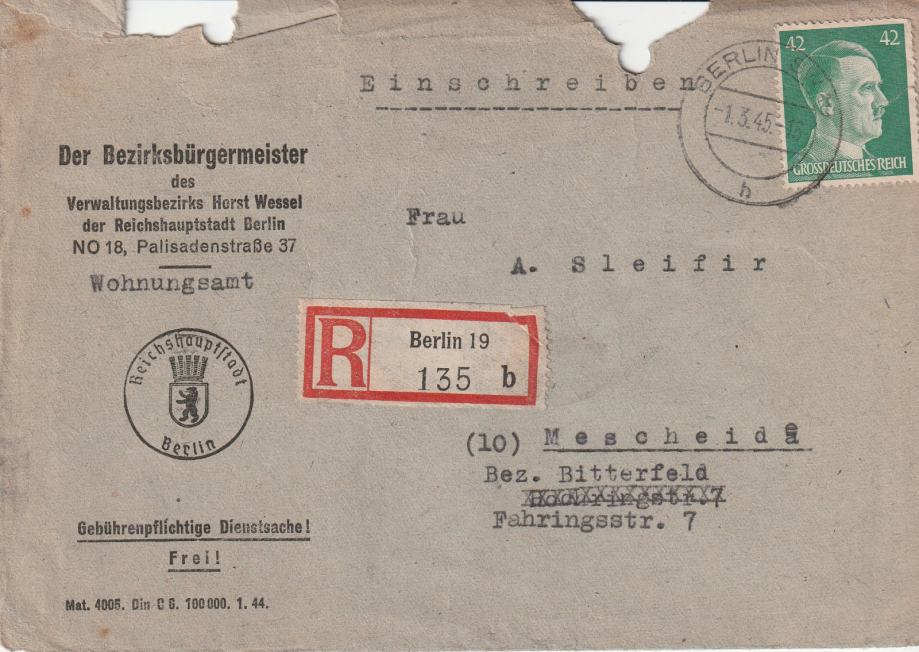 Einschreiben
42 42
GROSSDEUTSCHES REICH
BERLIN
-1.3.45.-
h
Der Bezirksbürgermeister
des
Verwaltungsbezirks Horst Wessel
der Reichshauptstadt Berlin
NO 18, Palisadenstraße 37
Wohnungsamt
Frau
A. Sleifir
R
Berlin 19
135 b
Reichshauptstadt
Berlin
(10) Mescheide
Bez. Bitterfeld
Fahringsstr. 7
Gebührenpflichtige Dienstsache!
Frei!
Mat. 4005. Din C 6. 100000. 1. 44.